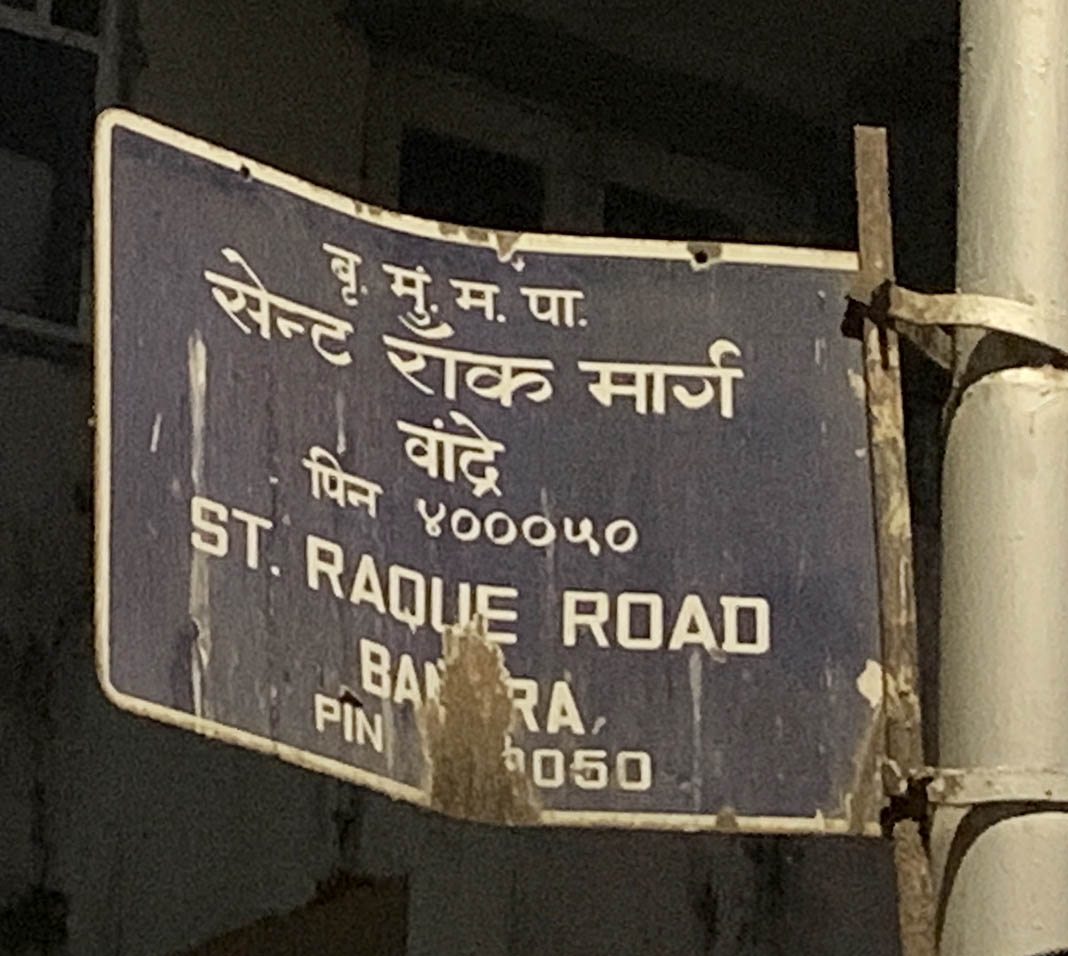 बृ. मुं. म. पा.
सेन्ट रॉक मार्ग
वांद्रे
पिन ४०००५०
ST. RAQUE ROAD
PIN